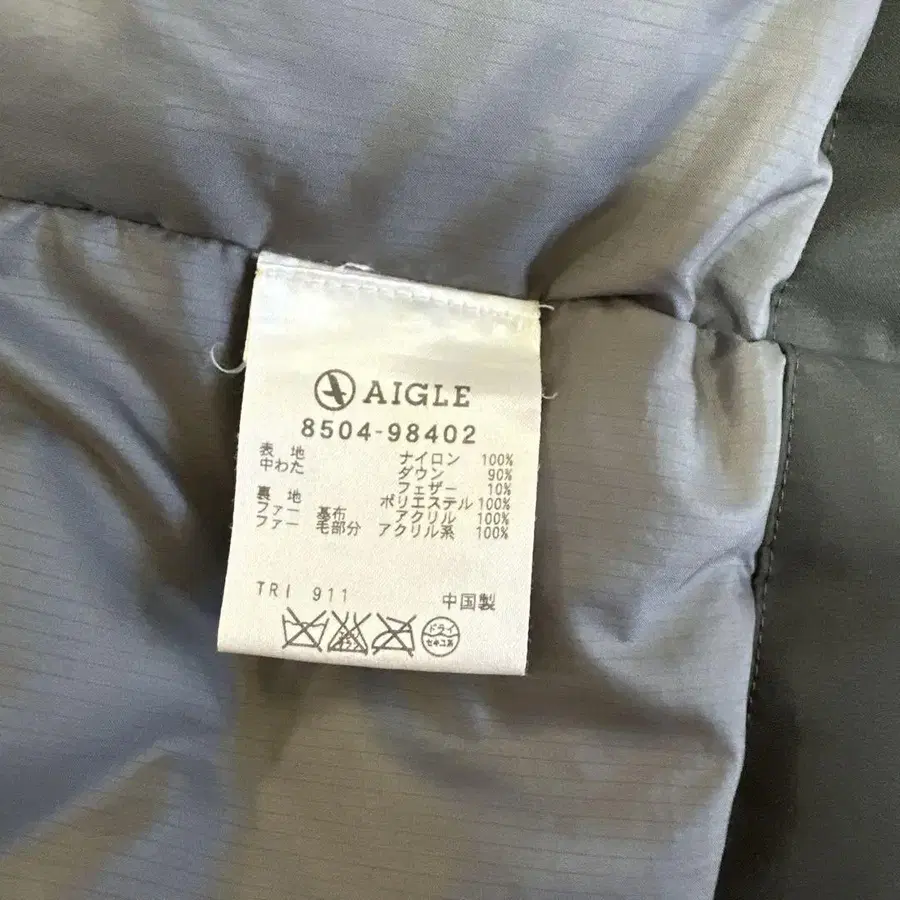 AIGLE
8504-98402
表 地 ナイロン 100%
中わた ダウン 90%
フェザー 10%
裏 地 ポリエステル 100%
ファー 基布 アクリル 100%
ファー 毛部分 アクリル系 100%
TRI 911 中国製
ドライ
セキユ系